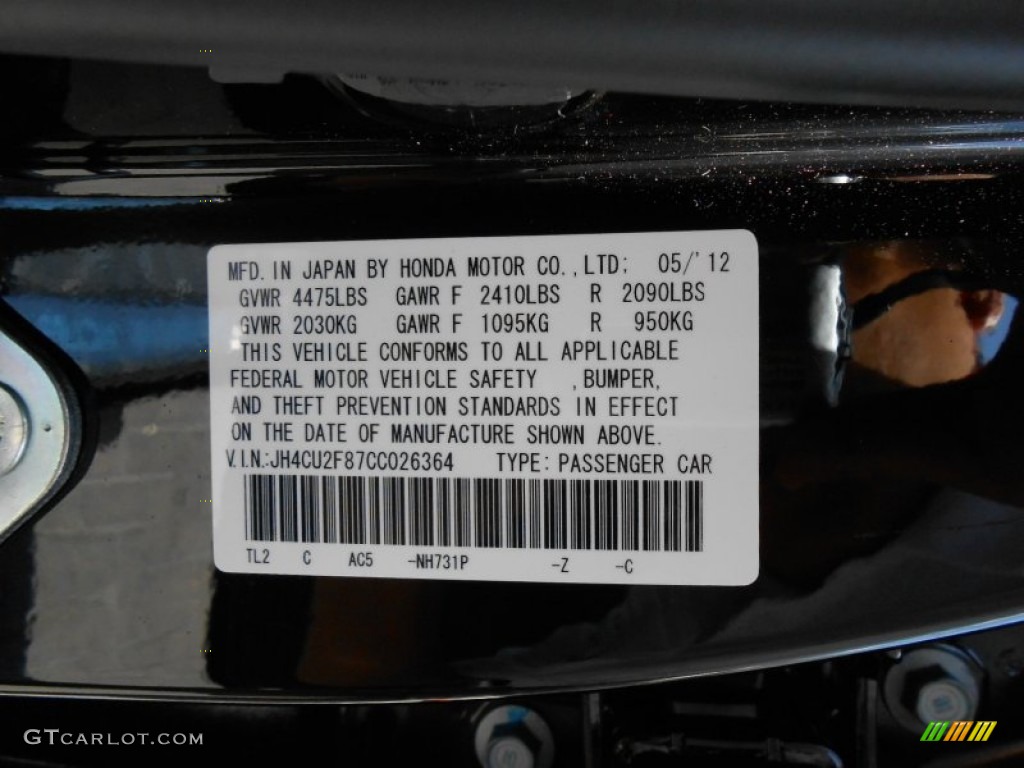 MFD. IN JAPAN BY HONDA MOTOR CO., LTD; 05/'12
GVWR 4475LBS GAWR F 2410LBS R 2090LBS
GVWR 2030KG GAWR F 1095KG R 950KG
THIS VEHICLE CONFORMS TO ALL APPLICABLE
FEDERAL MOTOR VEHICLE SAFETY , BUMPER,
AND THEFT PREVENTION STANDARDS IN EFFECT
ON THE DATE OF MANUFACTURE SHOWN ABOVE.
V.I.N.:JH4CU2F87CC026364 TYPE: PASSENGER CAR
TL2 C AC5 -NH731P -Z -C
GTCARLOT.COM